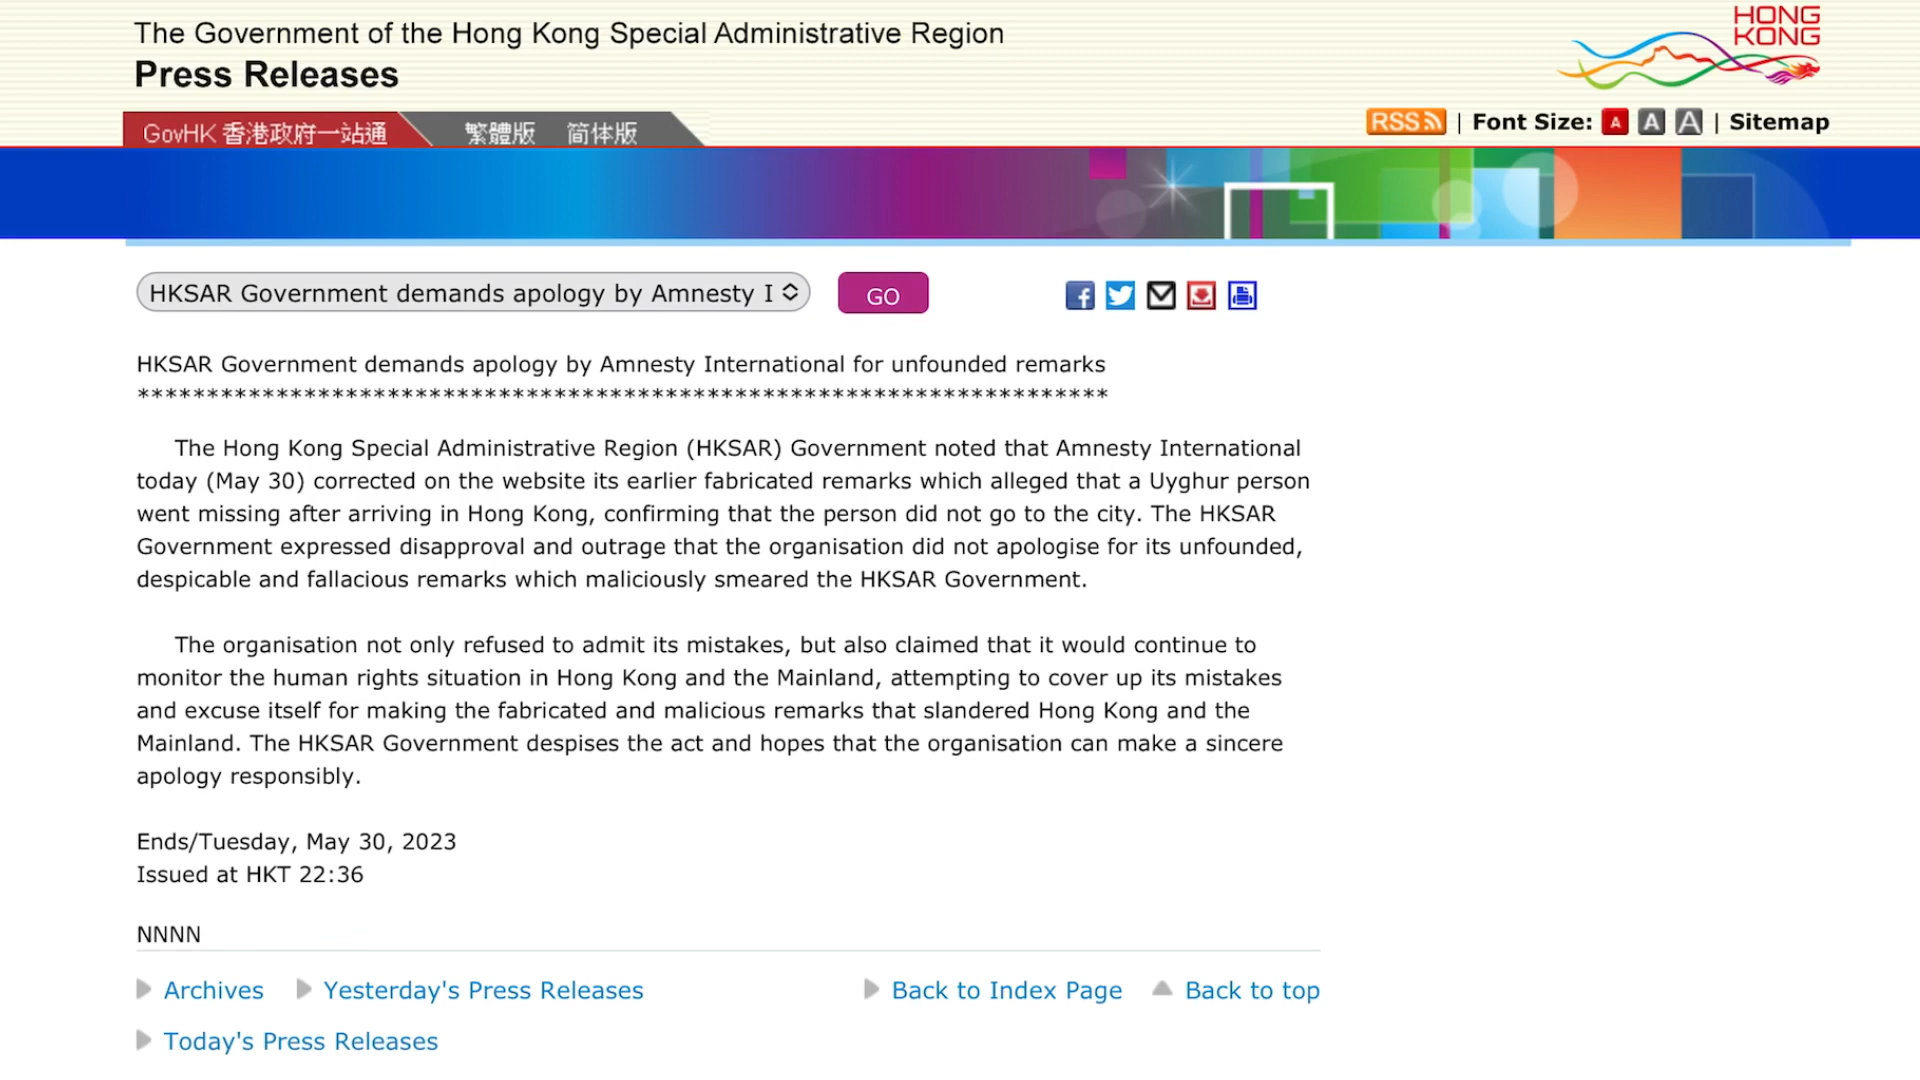 The Government of the Hong Kong Special Administrative Region
Press Releases
HONG
KONG
GovHK 香港政府一站通 繁體版 简体版
RSS | Font Size: A A A | Sitemap
HKSAR Government demands apology by Amnesty I GO
HKSAR Government demands apology by Amnesty International for unfounded remarks
**********************************************************************
The Hong Kong Special Administrative Region (HKSAR) Government noted that Amnesty International
today (May 30) corrected on the website its earlier fabricated remarks which alleged that a Uyghur person
went missing after arriving in Hong Kong, confirming that the person did not go to the city. The HKSAR
Government expressed disapproval and outrage that the organisation did not apologise for its unfounded,
despicable and fallacious remarks which maliciously smeared the HKSAR Government.
The organisation not only refused to admit its mistakes, but also claimed that it would continue to
monitor the human rights situation in Hong Kong and the Mainland, attempting to cover up its mistakes
and excuse itself for making the fabricated and malicious remarks that slandered Hong Kong and the
Mainland. The HKSAR Government despises the act and hopes that the organisation can make a sincere
apology responsibly.
Ends/Tuesday, May 30, 2023
Issued at HKT 22:36
NNNN
Archives Yesterday's Press Releases Back to Index Page Back to top
Today's Press Releases